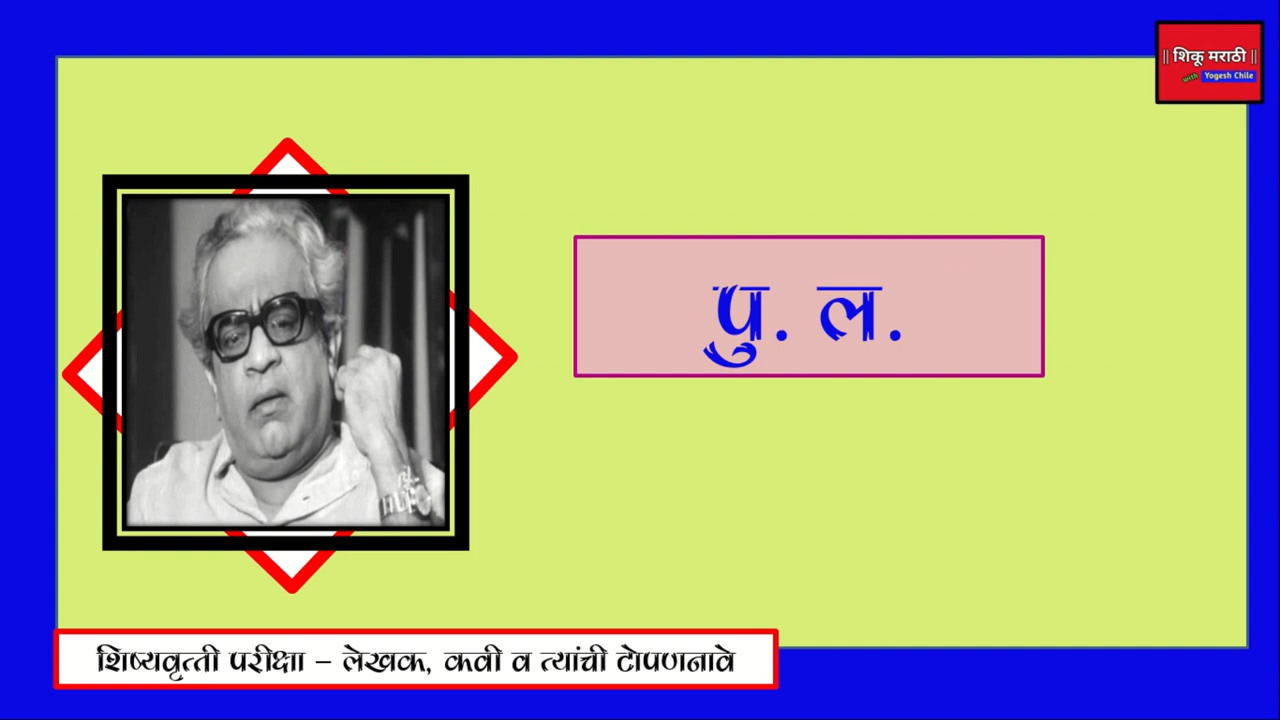 || शिकू मराठी ||
with Yogesh Chile
पु. ल.
शिष्यवृत्ती परीक्षा – लेखक, कवी व त्यांची टोपणनावे